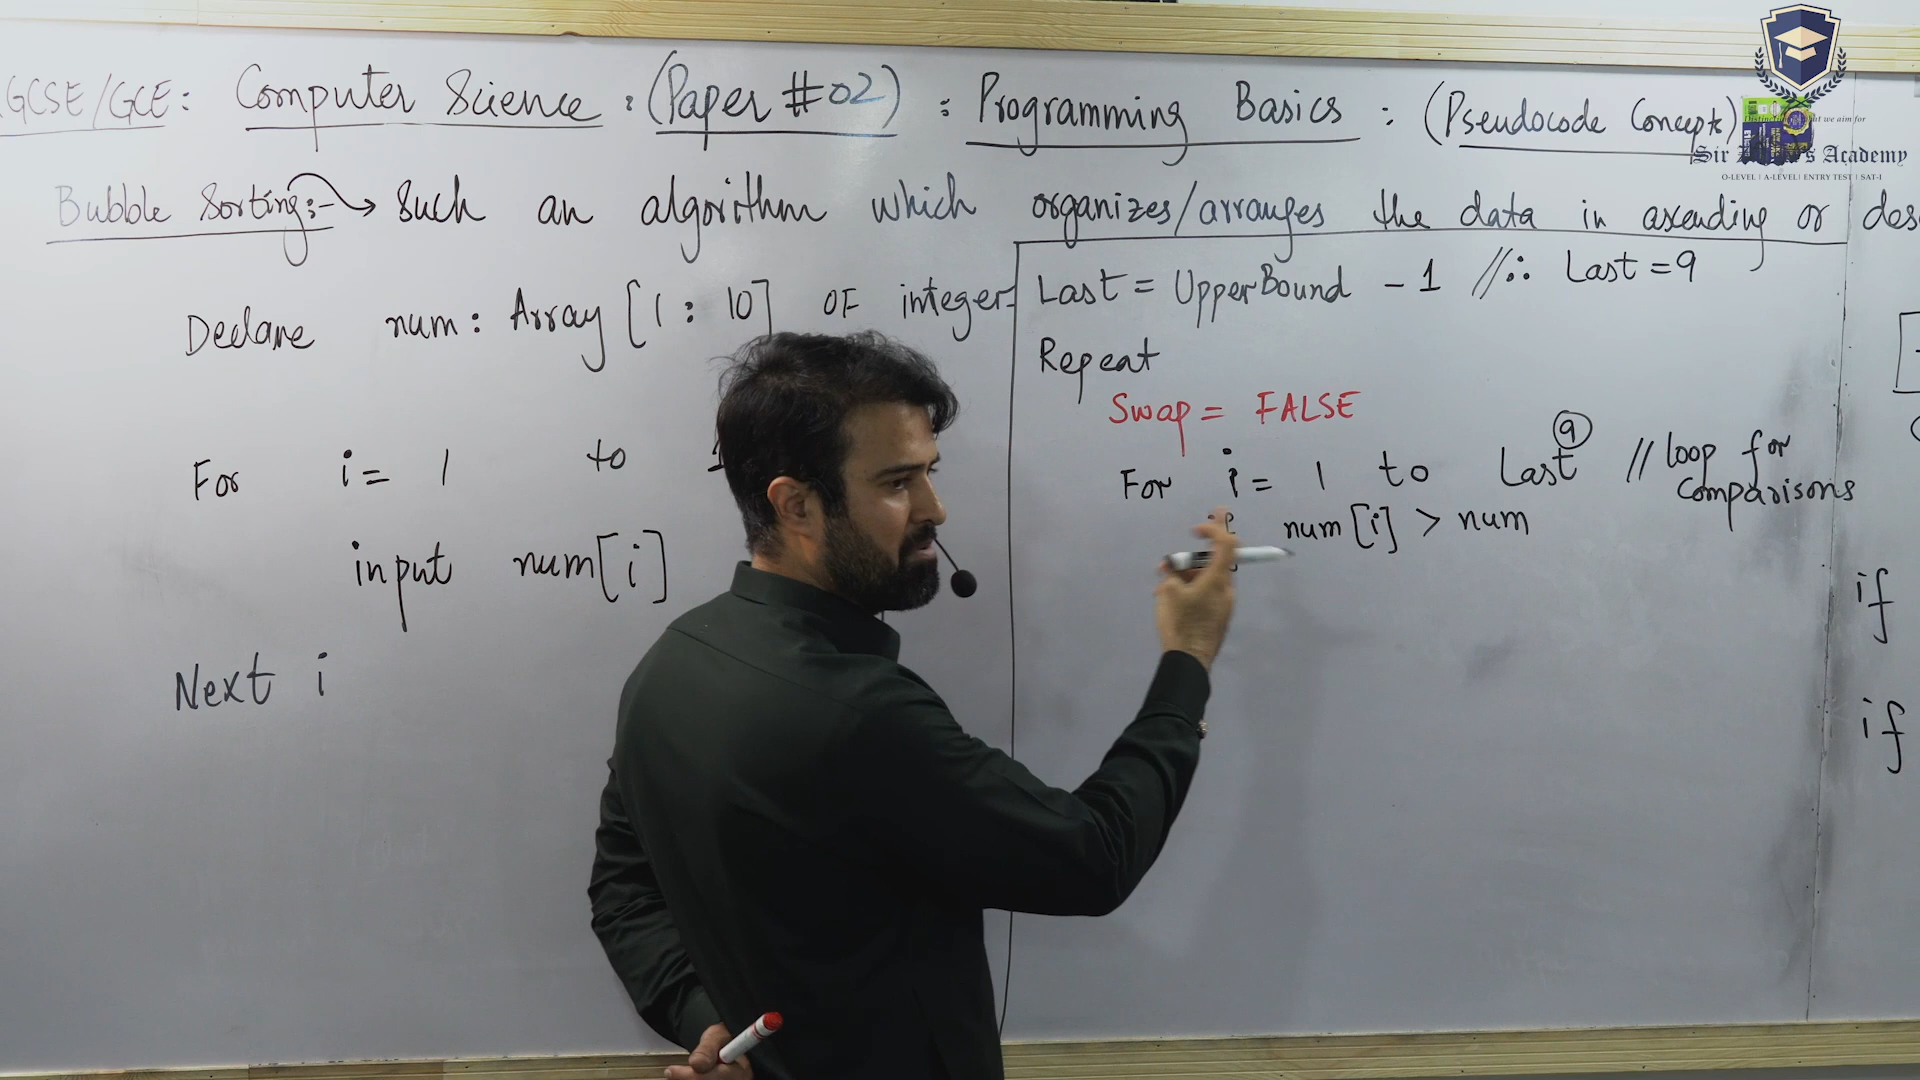 GCSE/GCE: Computer Science : (Paper #02) : Programming Basics : (Pseudocode Concepts)
Bubble Sorting:- → Such an algorithm which organizes/arranges the data in ascending or des
Declare num: Array [1 : 10] OF integer
For i = 1 to 1
input num[i]
Next i
Last = UpperBound - 1 //∴ Last = 9
Repeat
Swap = FALSE
For i = 1 to Last 9 // loop for Comparisons
if num[i] > num
if
if
Sir Academy
O-LEVEL | A-LEVEL | ENTRY TEST | SAT-I